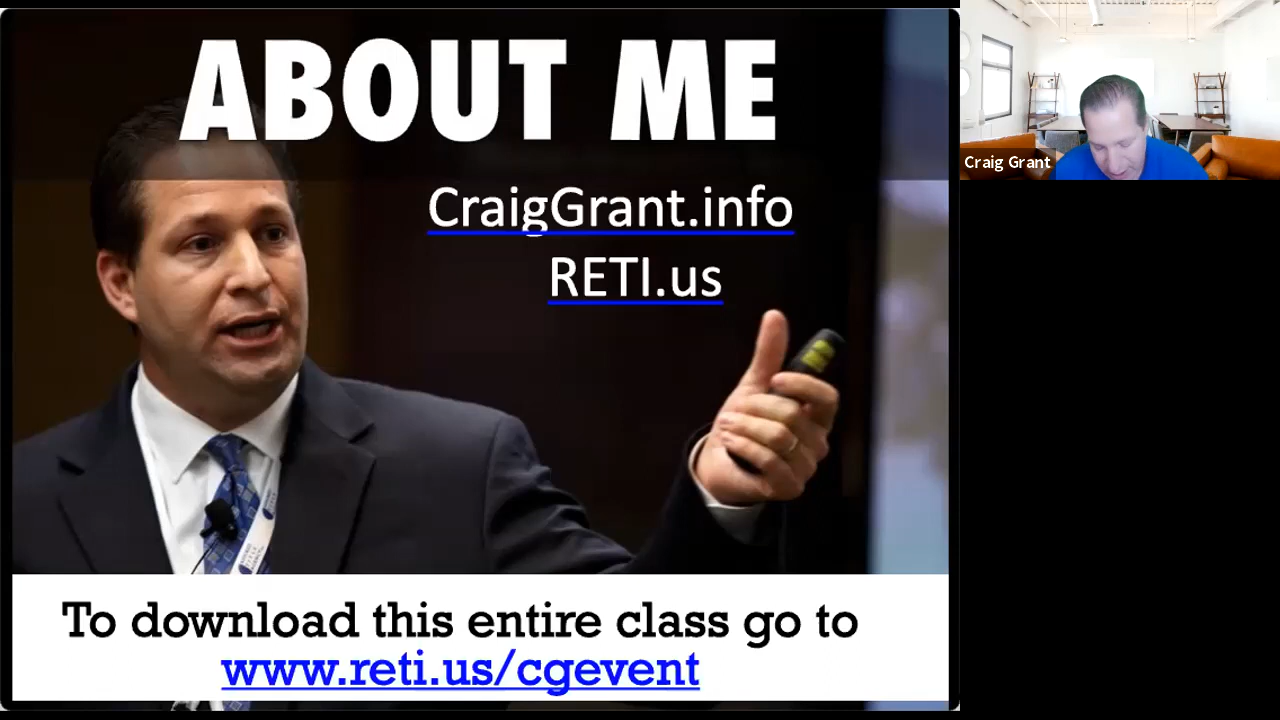 ABOUT ME
CraigGrant.info
RETI.us
To download this entire class go to
www.reti.us/cgevent
Craig Grant